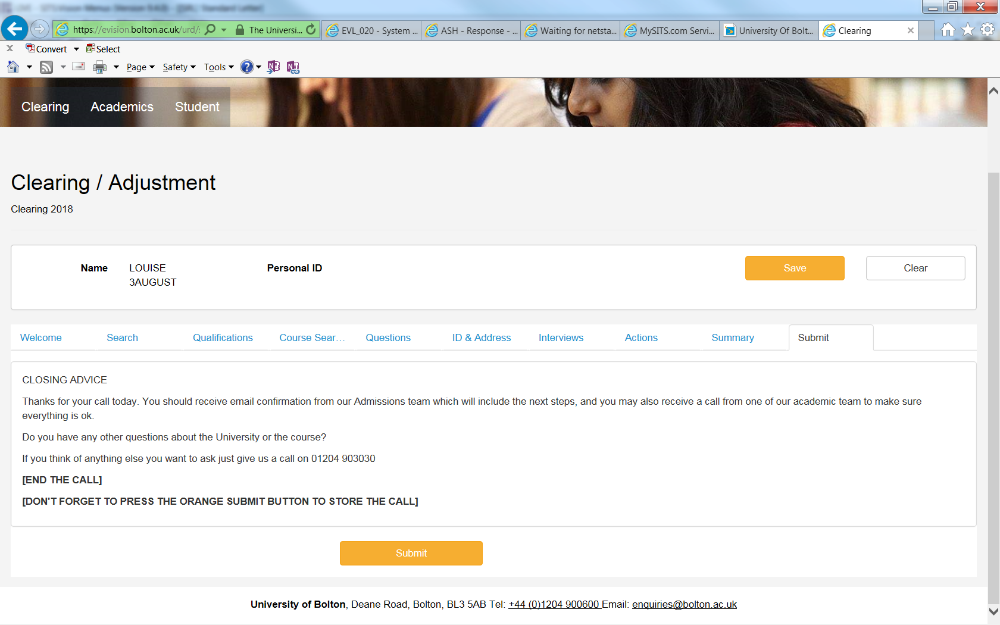 https://evision.bolton.ac.uk/urd/
The Universi...
EVL_020 - System ...
ASH - Response - ...
Waiting for netsta...
MySITS.com Servi...
University Of Bolt...
Clearing
Convert
Select
Page
Safety
Tools
Clearing
Academics
Student
Clearing / Adjustment
Clearing 2018
Name LOUISE
3AUGUST
Personal ID
Save
Clear
Welcome
Search
Qualifications
Course Sear...
Questions
ID & Address
Interviews
Actions
Summary
Submit
CLOSING ADVICE
Thanks for your call today. You should receive email confirmation from our Admissions team which will include the next steps, and you may also receive a call from one of our academic team to make sure
everything is ok.
Do you have any other questions about the University or the course?
If you think of anything else you want to ask just give us a call on 01204 903030
[END THE CALL]
[DON'T FORGET TO PRESS THE ORANGE SUBMIT BUTTON TO STORE THE CALL]
Submit
University of Bolton, Deane Road, Bolton, BL3 5AB Tel: +44 (0)1204 900600 Email: enquiries@bolton.ac.uk